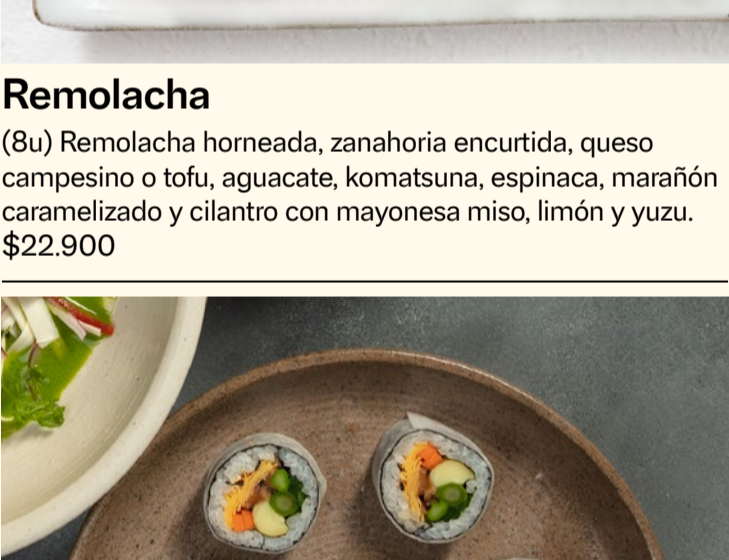 Remolacha
(8u) Remolacha horneada, zanahoria encurtida, queso
campesino o tofu, aguacate, komatsuna, espinaca, marañón
caramelizado y cilantro con mayonesa miso, limón y yuzu.
$22.900